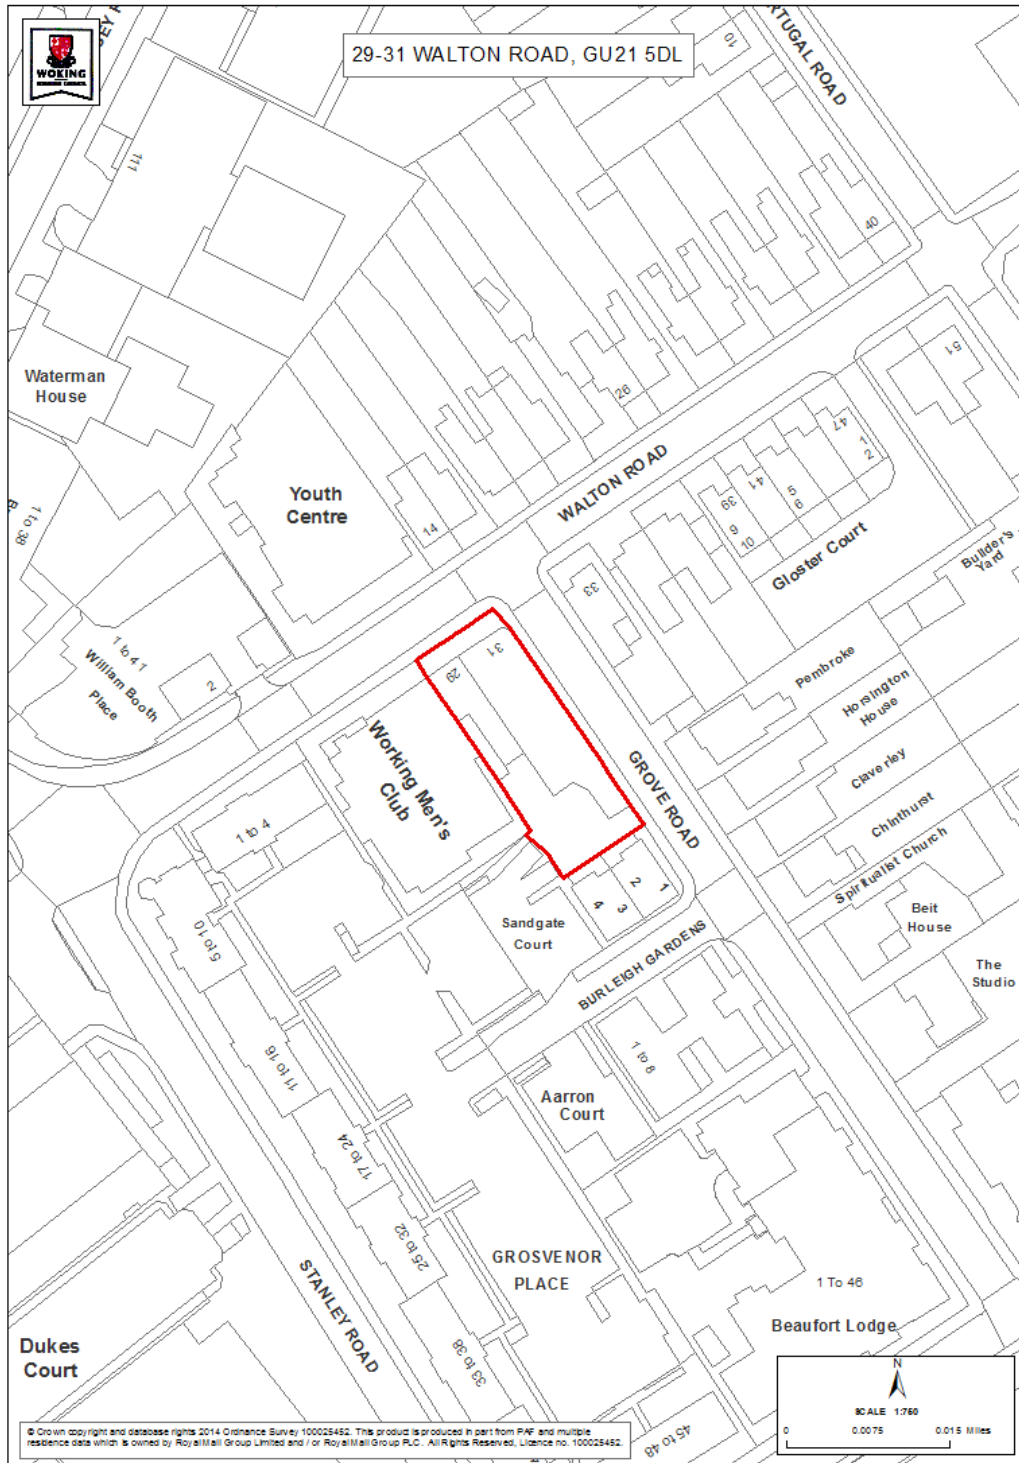 WOKING
BOROUGH COUNCIL
29-31 WALTON ROAD, GU21 5DL
SEY R
RTUGAL ROAD
10
111
40
Waterman
House
26
51
47
1
2
41
39
5
6
9
10
WALTON ROAD
Youth
Centre
14
1 to 38
Gloster Court
Builder's
Yard
33
31
29
1 to 41
William Booth
Place
2
Pembroke
Horsington
House
Claverley
Chinthurst
Spiritualist Church
Working Men's
Club
GROVE ROAD
1 to 4
1
2
3
4
Sandgate
Court
Beit
House
The
Studio
5 to 10
BURLEIGH GARDENS
11 to 16
1 to 8
Aarron
Court
17 to 24
25 to 32
GROSVENOR
PLACE
1 To 46
Beaufort Lodge
STANLEY ROAD
Dukes
Court
33 to 38
45 to 48
N
SCALE 1:750
0 0.0075 0.015 Miles
© Crown copyright and database rights 2014 Ordnance Survey 100025452. This product is produced in part from PAF and multiple
residence data which is owned by Royal Mail Group Limited and / or Royal Mail Group PLC. All Rights Reserved, Licence no. 100025452.